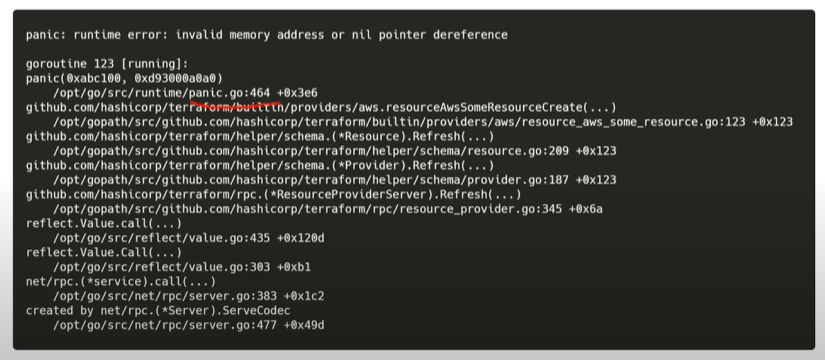 panic: runtime error: invalid memory address or nil pointer dereference
goroutine 123 [running]:
panic(0xabc100, 0xd93000a0a0)
/opt/go/src/runtime/panic.go:464 +0x3e6
github.com/hashicorp/terraform/builtin/providers/aws.resourceAwsSomeResourceCreate(...)
/opt/gopath/src/github.com/hashicorp/terraform/builtin/providers/aws/resource_aws_some_resource.go:123 +0x123
github.com/hashicorp/terraform/helper/schema.(*Resource).Refresh(...)
/opt/gopath/src/github.com/hashicorp/terraform/helper/schema/resource.go:209 +0x123
github.com/hashicorp/terraform/helper/schema.(*Provider).Refresh(...)
/opt/gopath/src/github.com/hashicorp/terraform/helper/schema/provider.go:187 +0x123
github.com/hashicorp/terraform/rpc.(*ResourceProviderServer).Refresh(...)
/opt/gopath/src/github.com/hashicorp/terraform/rpc/resource_provider.go:345 +0x6a
reflect.Value.call(...)
/opt/go/src/reflect/value.go:435 +0x120d
reflect.Value.Call(...)
/opt/go/src/reflect/value.go:303 +0xb1
net/rpc.(*service).call(...)
/opt/go/src/net/rpc/server.go:383 +0x1c2
created by net/rpc.(*Server).ServeCodec
/opt/go/src/net/rpc/server.go:477 +0x49d